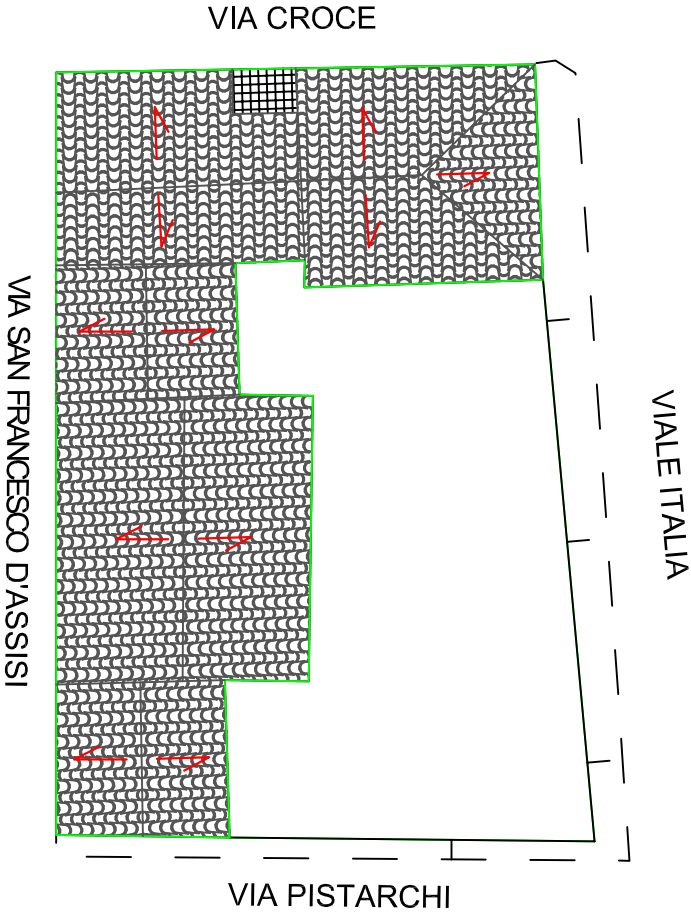 VIA CROCE
VIA SAN FRANCESCO D'ASSISI
VIALE ITALIA
VIA PISTARCHI